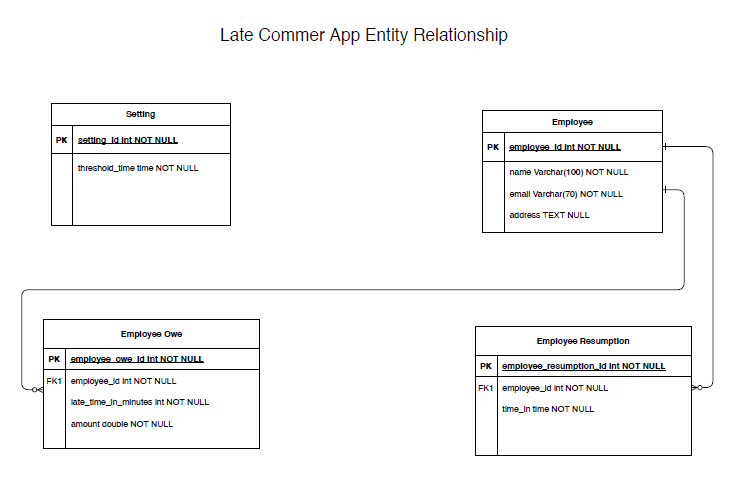 Late Commer App Entity Relationship
Setting
PK setting_id int NOT NULL
threshold_time time NOT NULL
Employee
PK employee_id int NOT NULL
name Varchar(100) NOT NULL
email Varchar(70) NOT NULL
address TEXT NULL
Employee Owe
PK employee_owe_id int NOT NULL
FK1 employee_id int NOT NULL
late_time_in_minutes int NOT NULL
amount double NOT NULL
Employee Resumption
PK employee_resumption_id int NOT NULL
FK1 employee_id int NOT NULL
time_in time NOT NULL